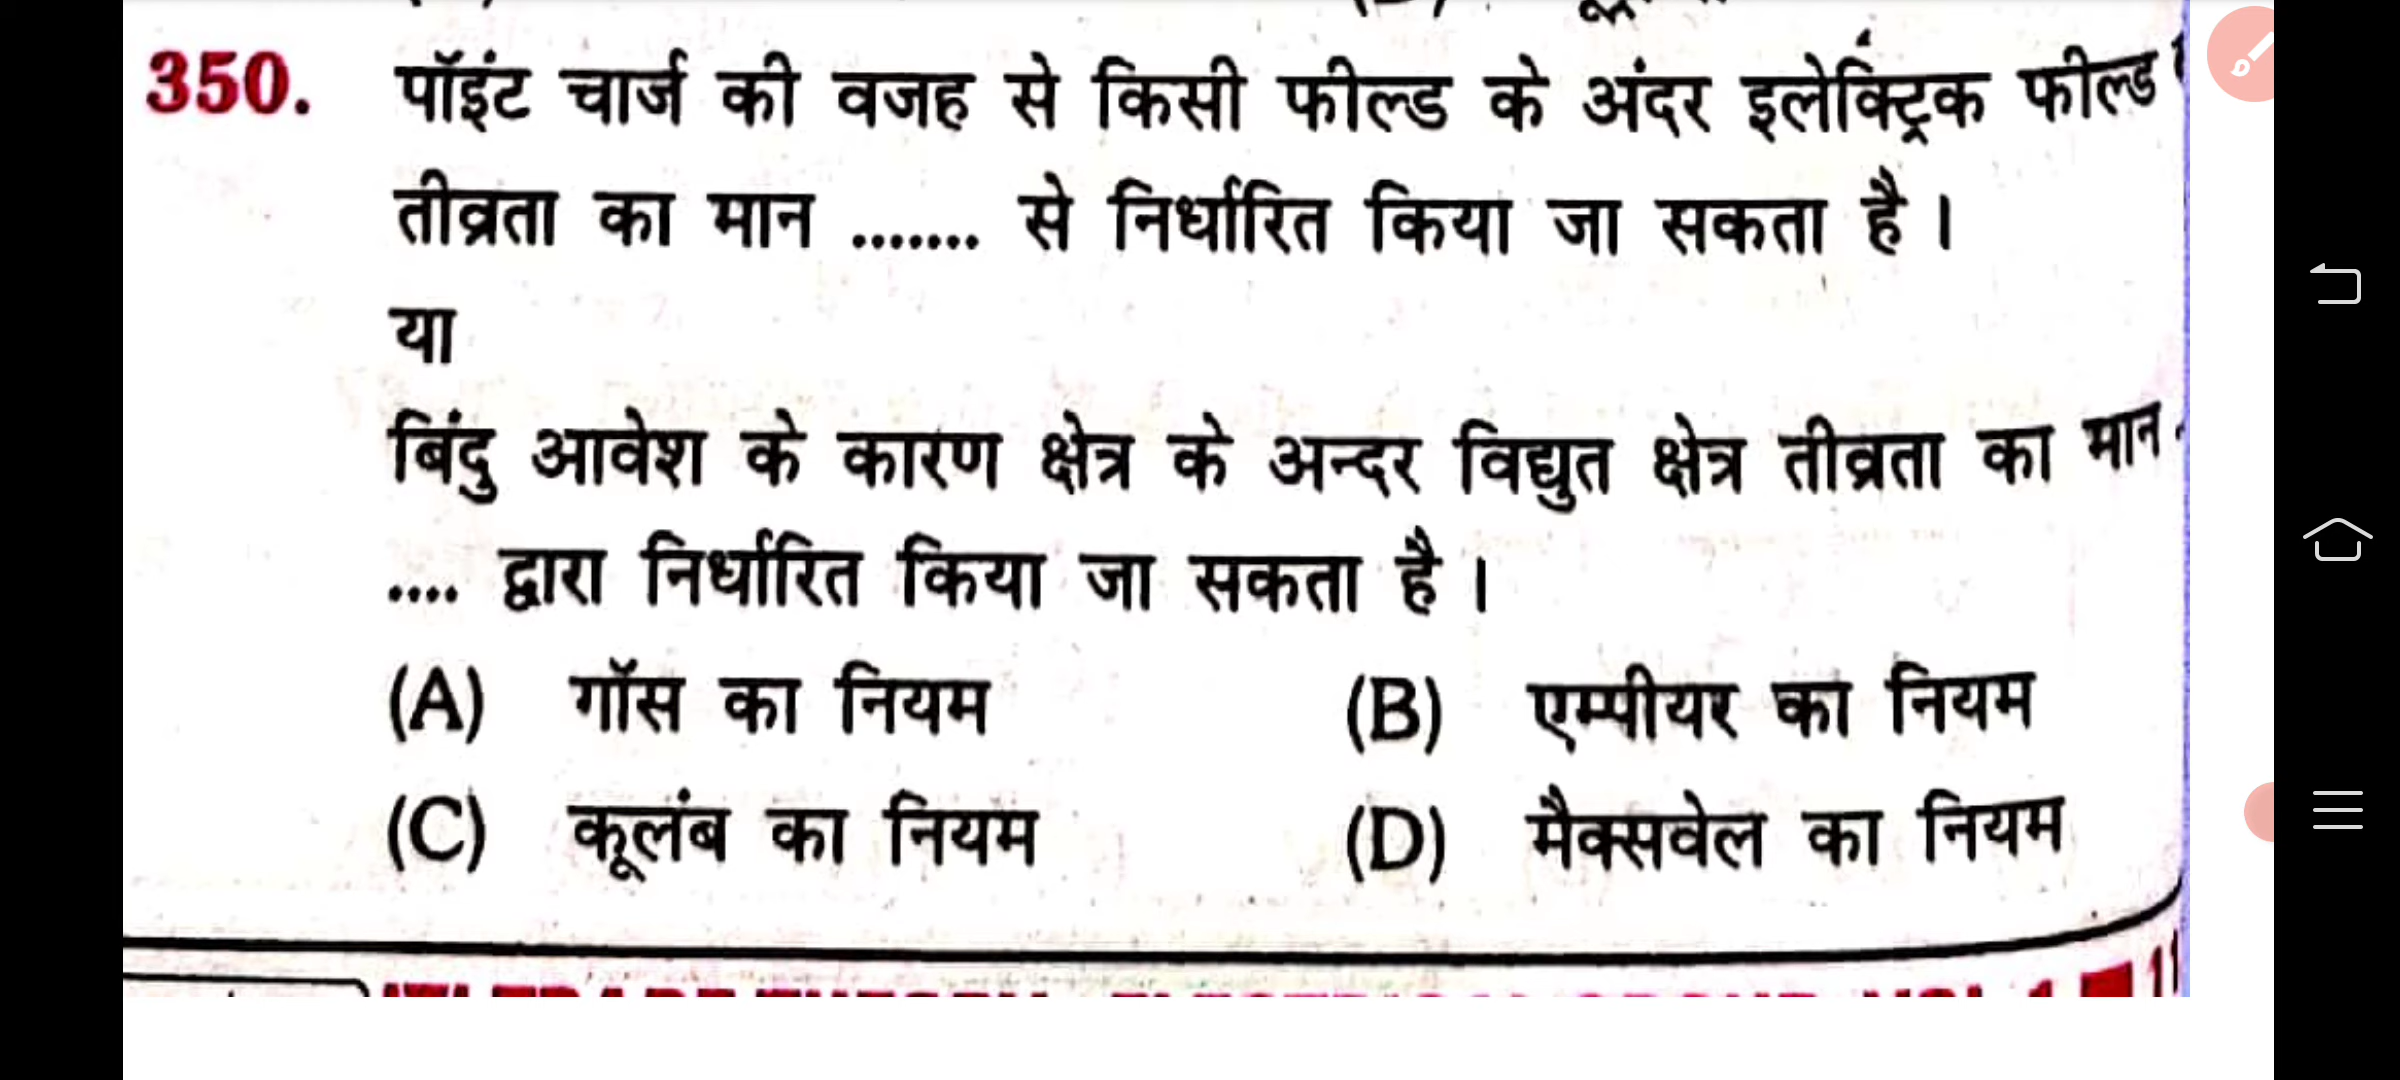 350. पॉइंट चार्ज की वजह से किसी फील्ड के अंदर इलेक्ट्रिक फील्ड
तीव्रता का मान ....... से निर्धारित किया जा सकता है।
या
बिंदु आवेश के कारण क्षेत्र के अन्दर विद्युत क्षेत्र तीव्रता का मान
.... द्वारा निर्धारित किया जा सकता है।
(A) गॉस का नियम (B) एम्पीयर का नियम
(C) कूलंब का नियम (D) मैक्सवेल का नियम